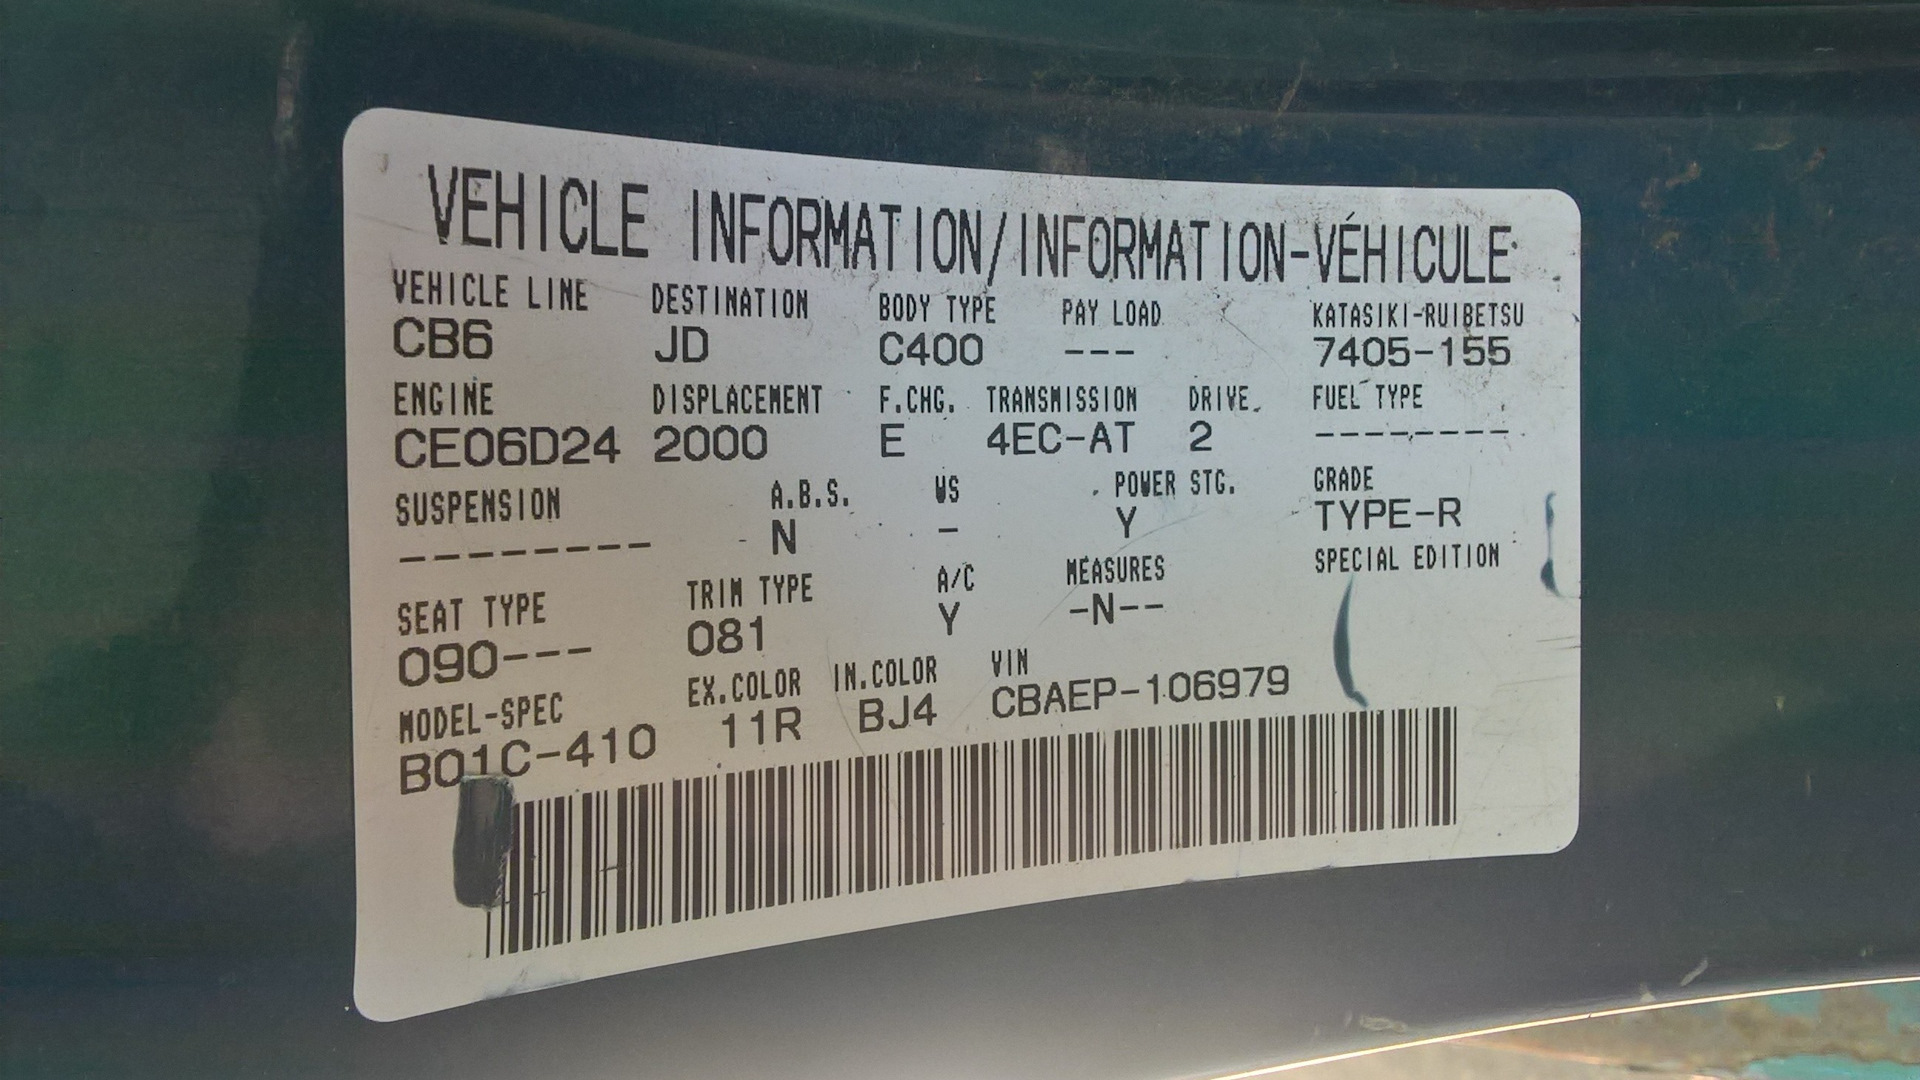 VEHICLE INFORMATION/INFORMATION-VÉHICULE
VEHICLE LINE DESTINATION BODY TYPE PAY LOAD KATASIKI-RUIBETSU
CB6 JD C400 --- 7405-155
ENGINE DISPLACEMENT F.CHG. TRANSMISSION DRIVE FUEL TYPE
CE06D24 2000 E 4EC-AT 2 --------
SUSPENSION A.B.S. WS POWER STG. GRADE
--------- N - Y TYPE-R
SEAT TYPE TRIM TYPE A/C MEASURES SPECIAL EDITION
090--- 081 Y -N--
MODEL-SPEC EX.COLOR IN.COLOR VIN
B01C-410 11R BJ4 CBAEP-106979